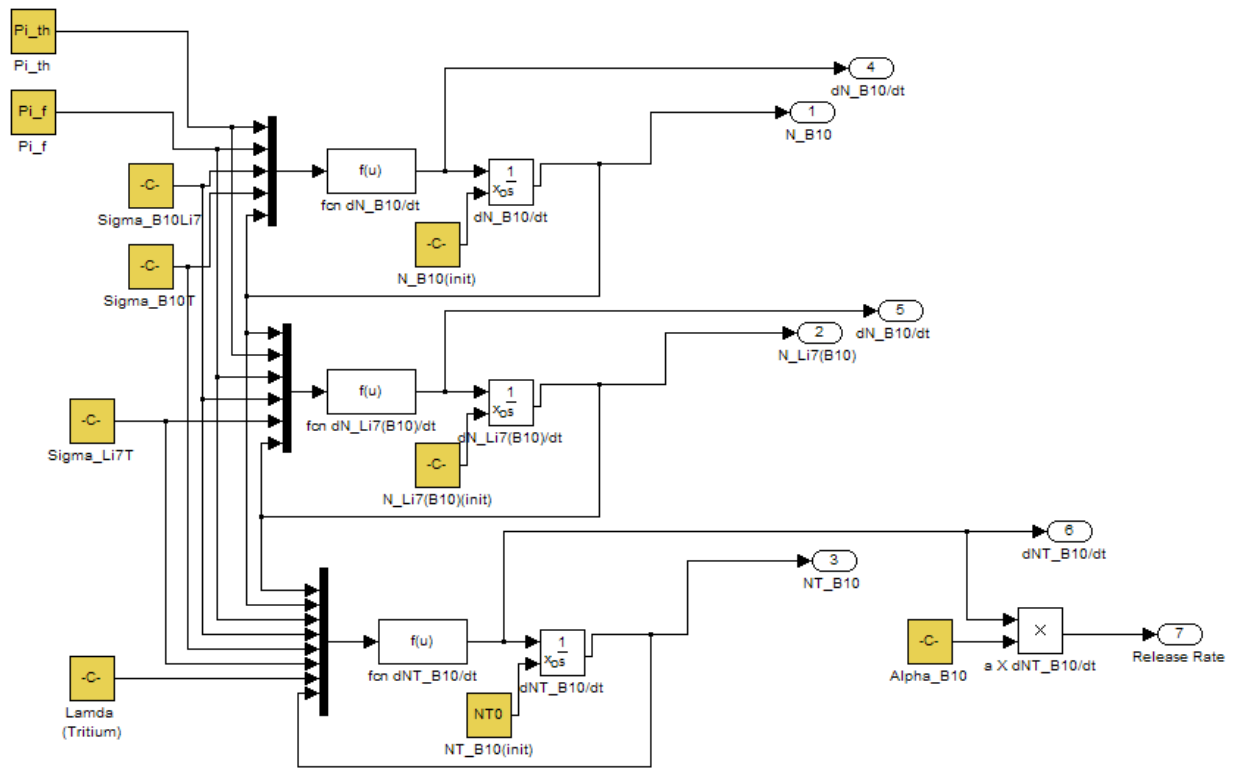 Pi_th
Pi_th
4
dN_B10/dt
Pi_f
Pi_f
1
N_B10
-C-
Sigma_B10Li7
f(u)
fcn dN_B10/dt
1
s
xo
dN_B10/dt
-C-
N_B10(init)
-C-
Sigma_B10T
5
dN_B10/dt
2
N_Li7(B10)
f(u)
fcn dN_Li7(B10)/dt
1
s
xo
dN_Li7(B10)/dt
-C-
Sigma_Li7T
-C-
N_Li7(B10)(init)
6
dNT_B10/dt
3
NT_B10
f(u)
fcn dNT_B10/dt
1
s
xo
dNT_B10/dt
-C-
Alpha_B10
×
a X dNT_B10/dt
7
Release Rate
-C-
Lamda
(Tritium)
NT0
NT_B10(init)